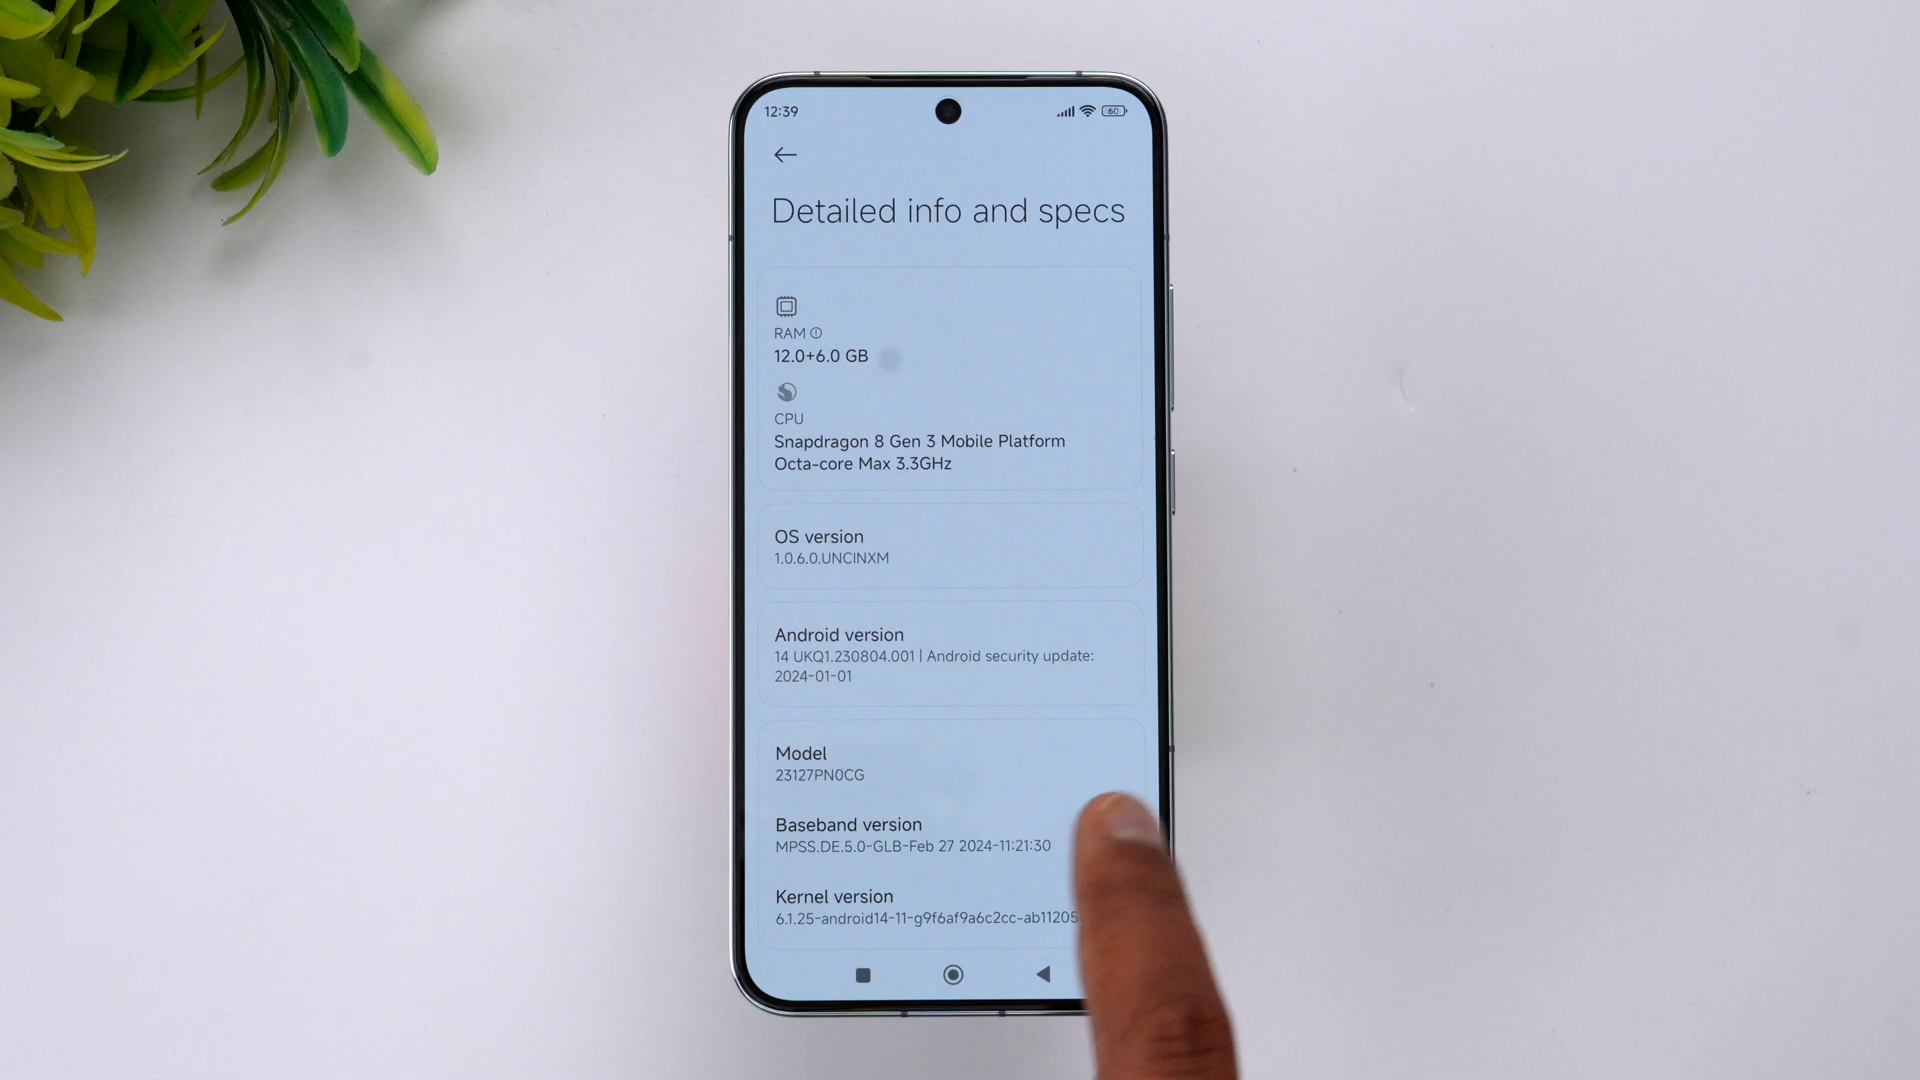 12:39
60
Detailed info and specs
RAM
12.0+6.0 GB
CPU
Snapdragon 8 Gen 3 Mobile Platform
Octa-core Max 3.3GHz
OS version
1.0.6.0.UNCINXM
Android version
14 UKQ1.230804.001 | Android security update:
2024-01-01
Model
23127PN0CG
Baseband version
MPSS.DE.5.0-GLB-Feb 27 2024-11:21:30
Kernel version
6.1.25-android14-11-g9f6af9a6c2cc-ab11205